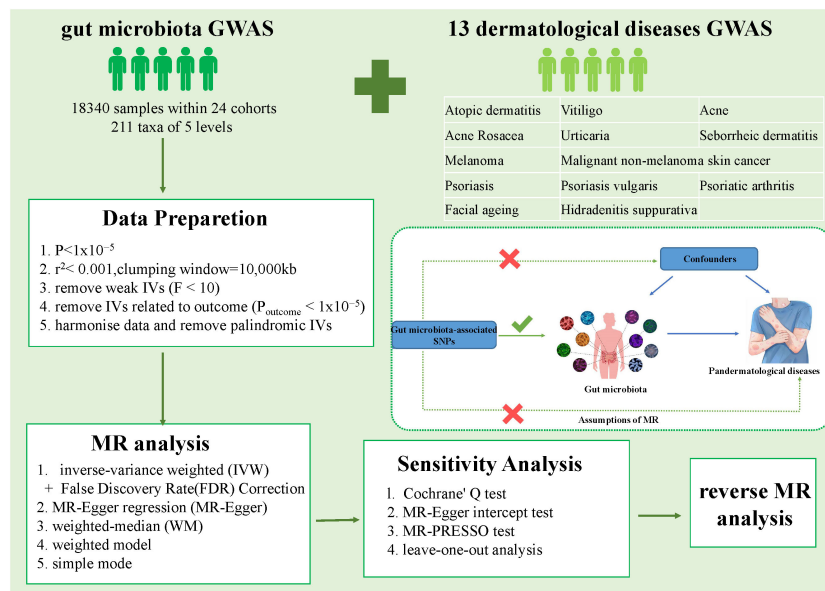 gut microbiota GWAS
18340 samples within 24 cohorts
211 taxa of 5 levels
13 dermatological diseases GWAS
Atopic dermatitis Vitiligo Acne
Acne Rosacea Urticaria Seborrheic dermatitis
Melanoma Malignant non-melanoma skin cancer
Psoriasis Psoriasis vulgaris Psoriatic arthritis
Facial ageing Hidradenitis suppurativa
Data Preparetion
1. P<1x10⁻⁵
2. r²< 0.001,clumping window=10,000kb
3. remove weak IVs (F < 10)
4. remove IVs related to outcome (Poutcome < 1x10⁻⁵)
5. harmonise data and remove palindromic IVs
Confounders
Gut microbiota-associated
SNPs
Gut microbiota
Pandermatological diseases
Assumptions of MR
MR analysis
1. inverse-variance weighted (IVW)
+ False Discovery Rate(FDR) Correction
2. MR-Egger regression (MR-Egger)
3. weighted-median (WM)
4. weighted model
5. simple mode
Sensitivity Analysis
1. Cochrane' Q test
2. MR-Egger intercept test
3. MR-PRESSO test
4. leave-one-out analysis
reverse MR
analysis